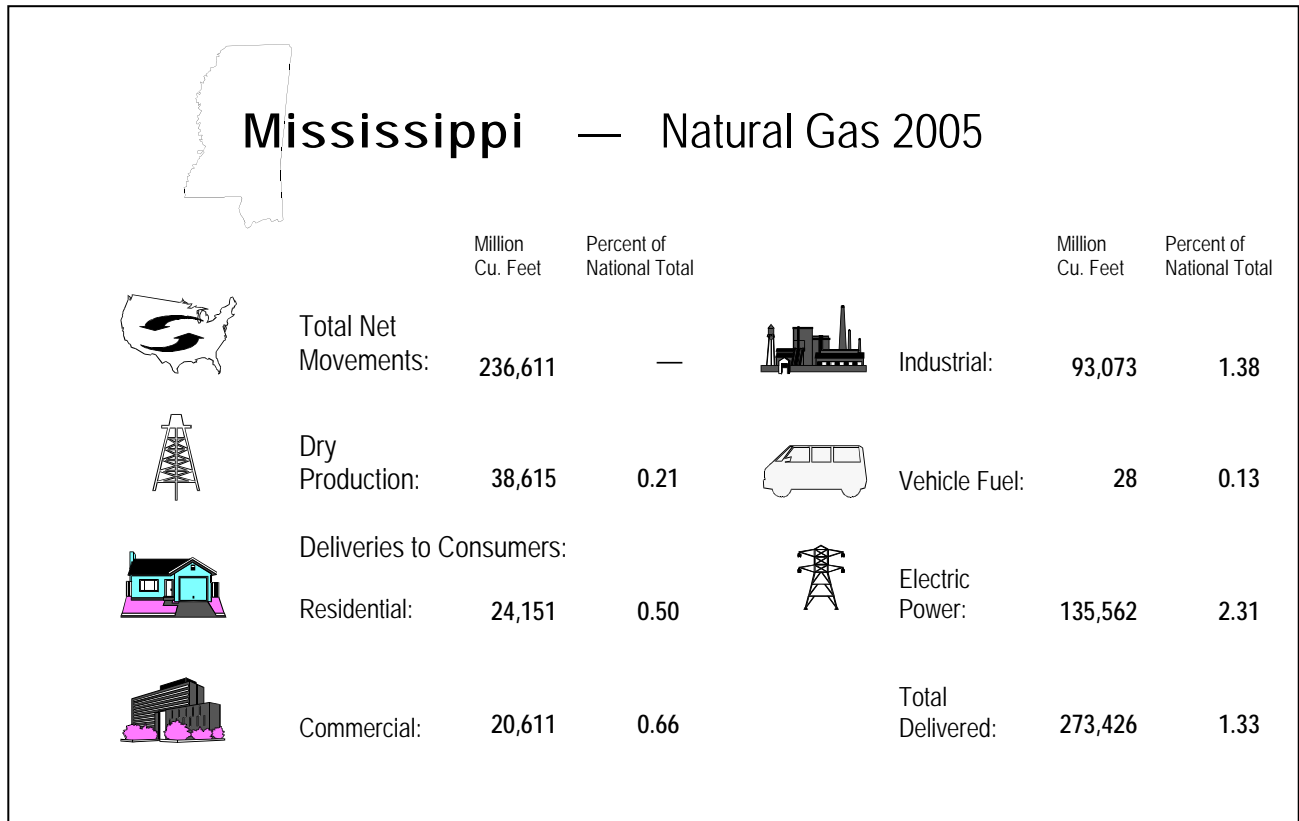 Mississippi — Natural Gas 2005
Million Cu. Feet
Percent of National Total
Million Cu. Feet
Percent of National Total
Total Net
Movements: 236,611 —
Dry
Production: 38,615 0.21
Deliveries to Consumers:
Residential: 24,151 0.50
Commercial: 20,611 0.66
Industrial: 93,073 1.38
Vehicle Fuel: 28 0.13
Electric
Power: 135,562 2.31
Total
Delivered: 273,426 1.33